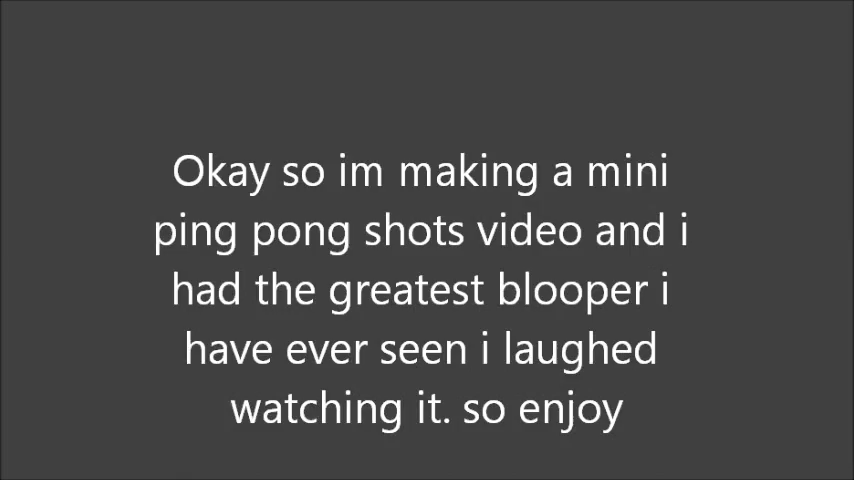 Okay so im making a mini
ping pong shots video and i
had the greatest blooper i
have ever seen i laughed
watching it. so enjoy